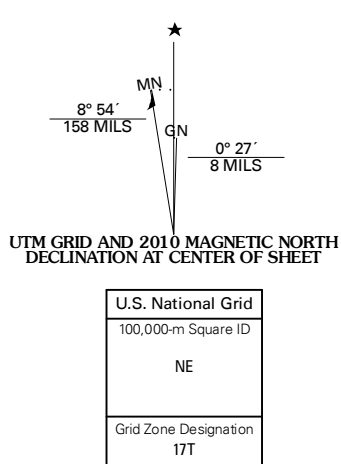 MN
8° 54´
158 MILS
GN
0° 27´
8 MILS
UTM GRID AND 2010 MAGNETIC NORTH
DECLINATION AT CENTER OF SHEET
U.S. National Grid
100,000-m Square ID
NE
Grid Zone Designation
17T